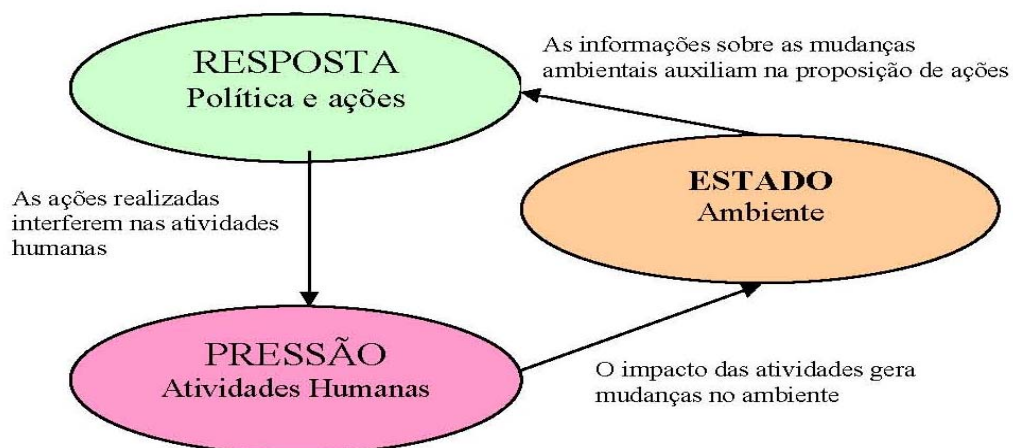 RESPOSTA
Política e ações
As informações sobre as mudanças
ambientais auxiliam na proposição de ações
ESTADO
Ambiente
As ações realizadas
interferem nas atividades
humanas
PRESSÃO
Atividades Humanas
O impacto das atividades gera
mudanças no ambiente